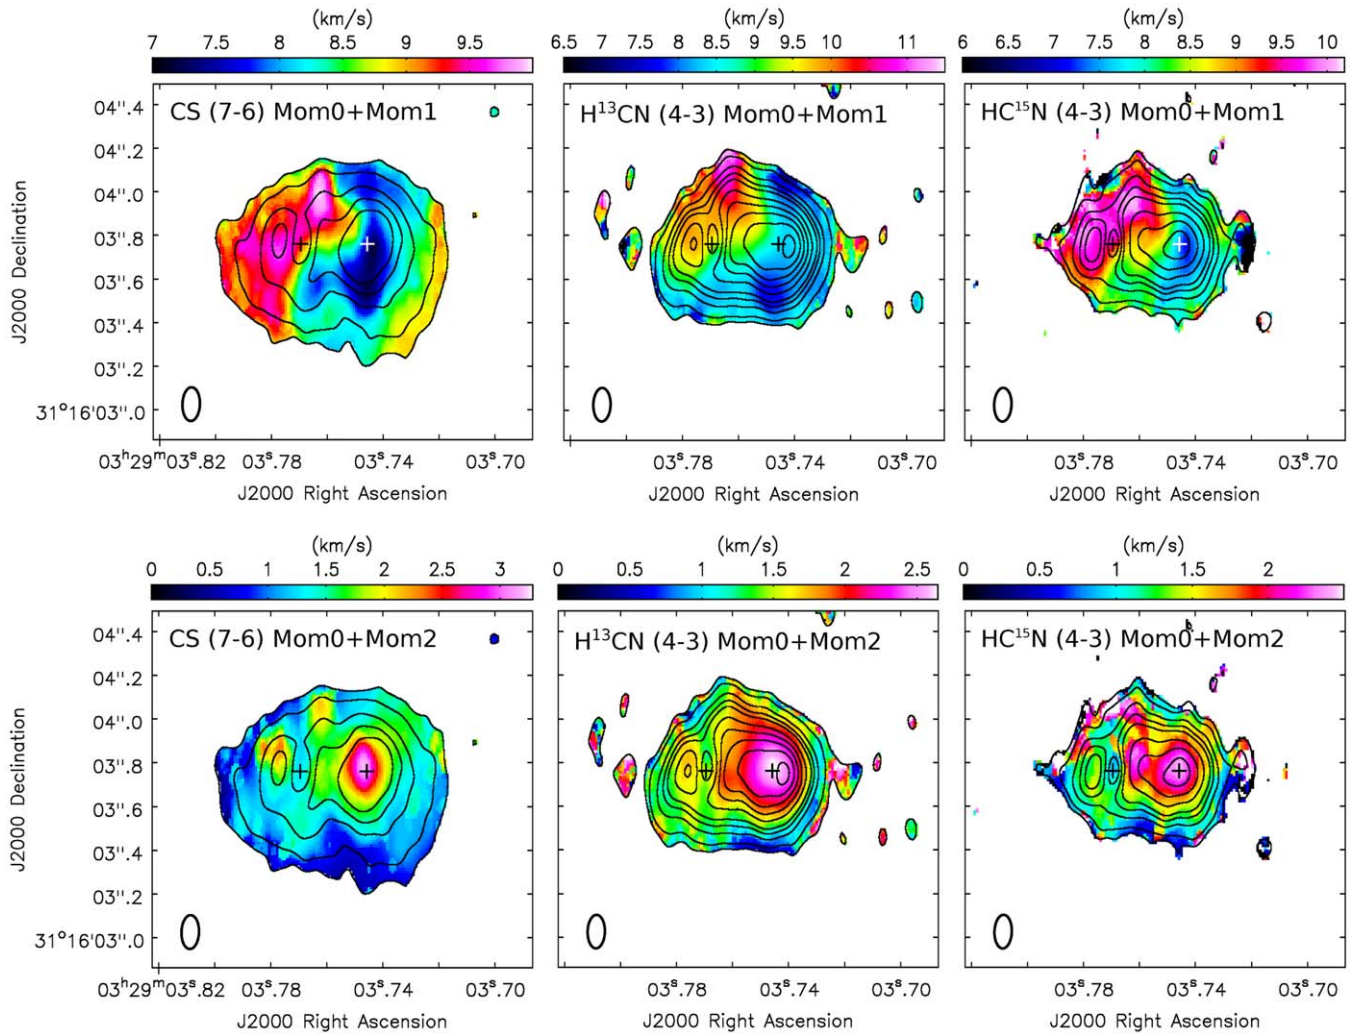 (km/s) (km/s) (km/s)
7 7.5 8 8.5 9 9.5 6.5 7 7.5 8 8.5 9 9.5 10 11 6 7 7.5 8 8.5 9 9.5 10
CS (7-6) Mom0+Mom1 H¹³CN (4-3) Mom0+Mom1 HC¹⁵N (4-3) Mom0+Mom1
04".4
04".2
04".0
03".8
03".6
03".4
03".2
31°16'03".0
J2000 Declination
03ʰ29ᵐ03ˢ.82 03ˢ.78 03ˢ.74 03ˢ.70 03ˢ.78 03ˢ.74 03ˢ.70 03ˢ.78 03ˢ.74 03ˢ.70
J2000 Right Ascension J2000 Right Ascension J2000 Right Ascension
(km/s) (km/s) (km/s)
0 0.5 1 1.5 2 2.5 3 0 0.5 1 1.5 2 2.5 0 0.5 1 1.5 2
CS (7-6) Mom0+Mom2 H¹³CN (4-3) Mom0+Mom2 HC¹⁵N (4-3) Mom0+Mom2
04".4
04".2
04".0
03".8
03".6
03".4
03".2
31°16'03".0
J2000 Declination
03ʰ29ᵐ03ˢ.82 03ˢ.78 03ˢ.74 03ˢ.70 03ˢ.78 03ˢ.74 03ˢ.70 03ˢ.78 03ˢ.74 03ˢ.70
J2000 Right Ascension J2000 Right Ascension J2000 Right Ascension